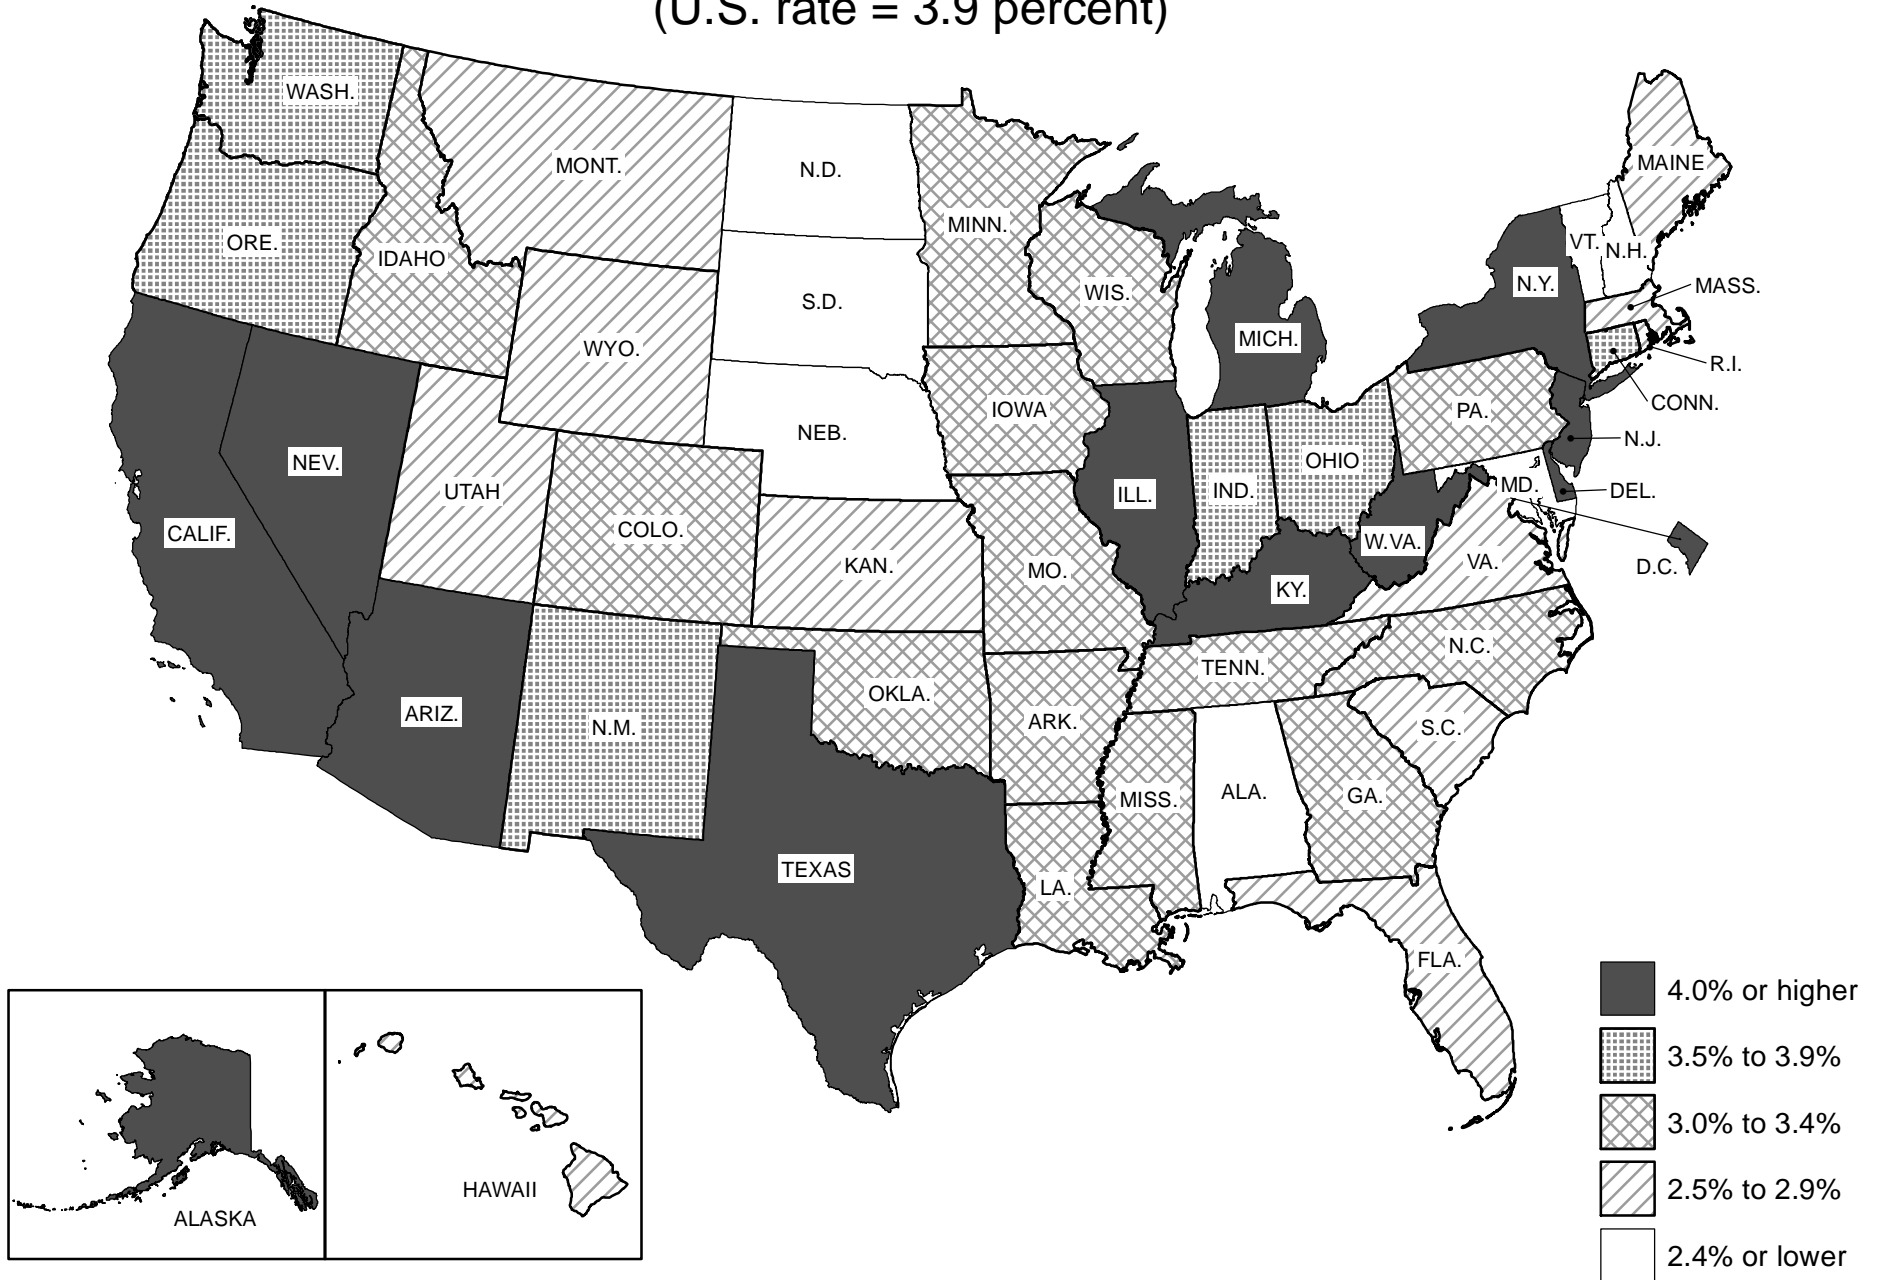 (U.S. rate = 3.9 percent)
WASH.
MONT.
N.D.
MINN.
MAINE
ORE.
IDAHO
VT.
N.H.
WIS.
N.Y.
MASS.
S.D.
WYO.
MICH.
R.I.
CONN.
IOWA
PA.
NEB.
N.J.
NEV.
OHIO
UTAH
ILL.
IND.
MD.
DEL.
CALIF.
COLO.
W.VA.
KAN.
MO.
VA.
D.C.
KY.
N.C.
TENN.
OKLA.
ARIZ.
N.M.
ARK.
S.C.
MISS.
ALA.
GA.
TEXAS
LA.
FLA.
4.0% or higher
3.5% to 3.9%
3.0% to 3.4%
2.5% to 2.9%
2.4% or lower
HAWAII
ALASKA